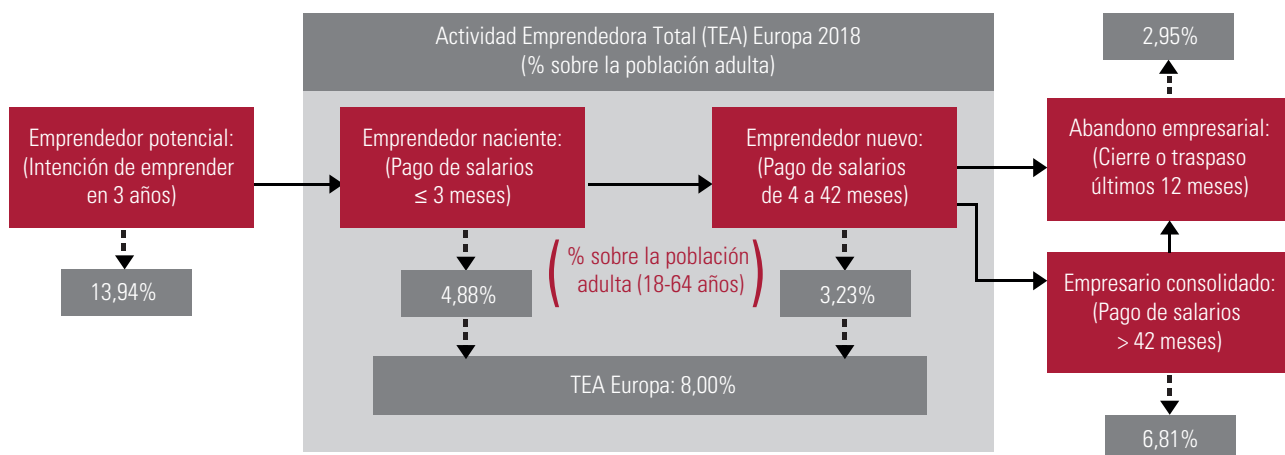 Actividad Emprendedora Total (TEA) Europa 2018
(% sobre la población adulta)
2,95%
Emprendedor potencial:
(Intención de emprender
en 3 años)
Emprendedor naciente:
(Pago de salarios
≤ 3 meses)
Emprendedor nuevo:
(Pago de salarios
de 4 a 42 meses)
Abandono empresarial:
(Cierre o traspaso
últimos 12 meses)
13,94%
4,88%
(% sobre la población
adulta (18-64 años))
3,23%
Empresario consolidado:
(Pago de salarios
> 42 meses)
TEA Europa: 8,00%
6,81%